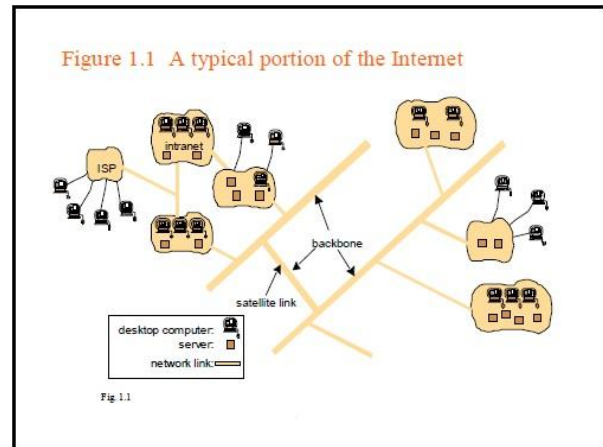 Figure 1.1 A typical portion of the Internet
intranet
ISP
backbone
satellite link
desktop computer:
server:
network link:
Fig. 1.1